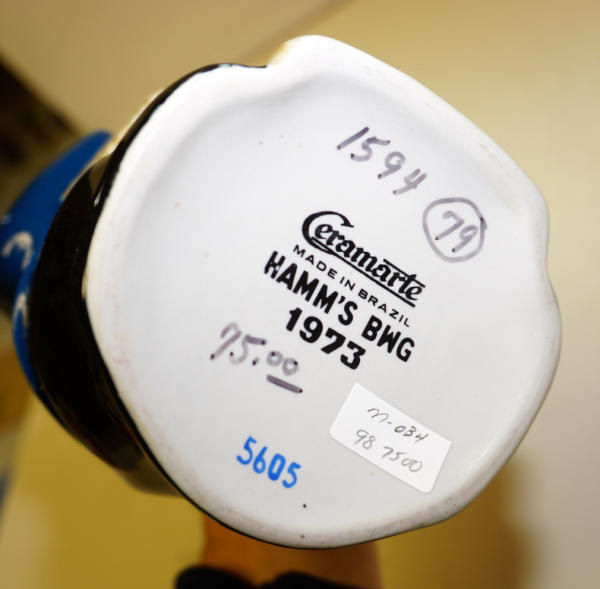 1594
79
Ceramarte
MADE IN BRAZIL
HAMM'S BWG
1973
75.00
M-034
98 7500
5605